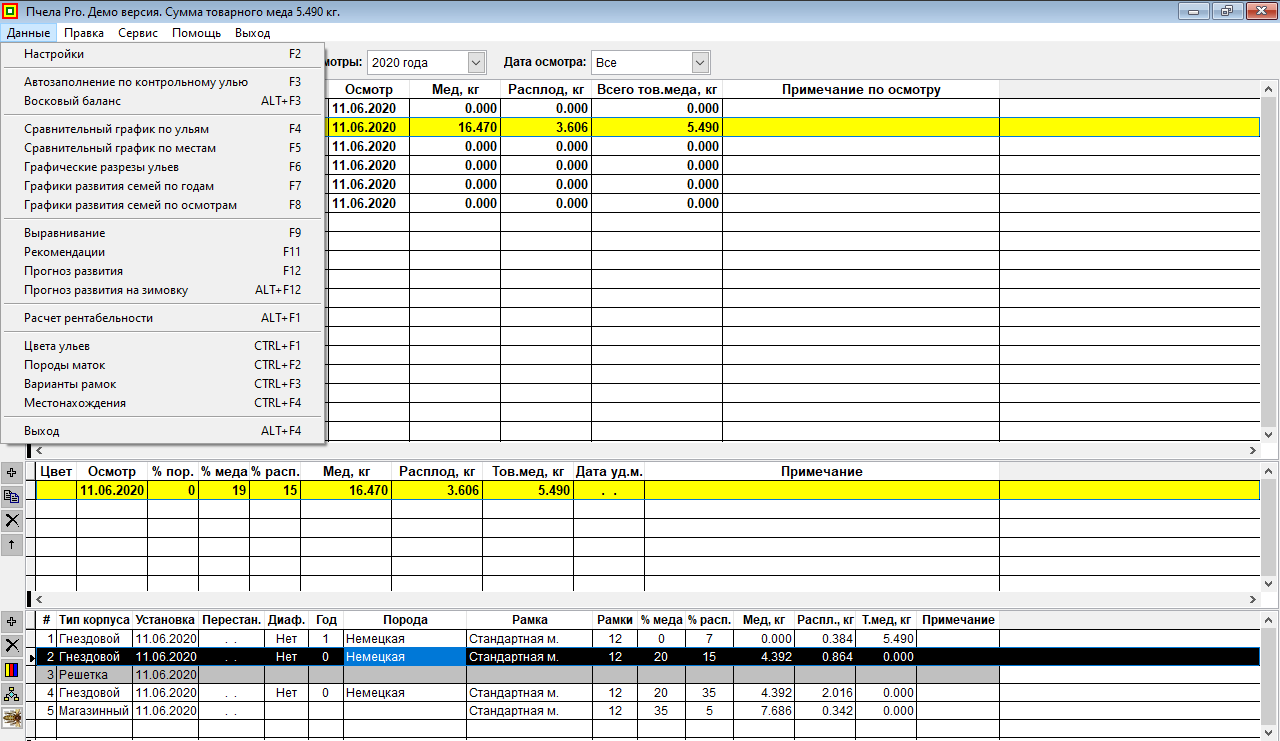 Пчела Pro. Демо версия. Сумма товарного меда 5.490 кг.
Данные Правка Сервис Помощь Выход
Настройки F2
Автозаполнение по контрольному улью F3
Восковый баланс ALT+F3
Сравнительный график по ульям F4
Сравнительный график по местам F5
Графические разрезы ульев F6
Графики развития семей по годам F7
Графики развития семей по осмотрам F8
Выравнивание F9
Рекомендации F11
Прогноз развития F12
Прогноз развития на зимовку ALT+F12
Расчет рентабельности ALT+F1
Цвета ульев CTRL+F1
Породы маток CTRL+F2
Варианты рамок CTRL+F3
Местонахождения CTRL+F4
Выход ALT+F4
мотры: 2020 года Дата осмотра: Все
Осмотр Мед, кг Расплод, кг Всего тов.меда, кг Примечание по осмотру
11.06.2020 0.000 0.000 0.000
11.06.2020 16.470 3.606 5.490
11.06.2020 0.000 0.000 0.000
11.06.2020 0.000 0.000 0.000
11.06.2020 0.000 0.000 0.000
11.06.2020 0.000 0.000 0.000
Цвет Осмотр % пор. % меда % расп. Мед, кг Расплод, кг Тов.мед, кг Дата уд.м. Примечание
11.06.2020 0 19 15 16.470 3.606 5.490 . .
# Тип корпуса Установка Перестан. Диаф. Год Порода Рамка Рамки % меда % расп. Мед, кг Распл., кг Т.мед, кг Примечание
1 Гнездовой 11.06.2020 . . Нет 1 Немецкая Стандартная м. 12 0 7 0.000 0.384 5.490
2 Гнездовой 11.06.2020 . . Нет 0 Немецкая Стандартная м. 12 20 15 4.392 0.864 0.000
3 Решетка 11.06.2020
4 Гнездовой 11.06.2020 . . Нет 0 Немецкая Стандартная м. 12 20 35 4.392 2.016 0.000
5 Магазинный 11.06.2020 . . Стандартная м. 12 35 5 7.686 0.342 0.000